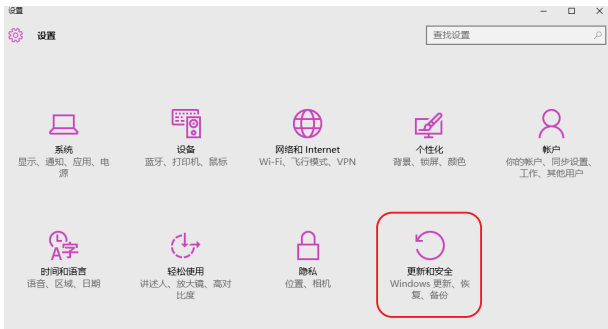 设置
设置
查找设置
系统
显示、通知、应用、电
源
设备
蓝牙、打印机、鼠标
网络和 Internet
Wi-Fi、飞行模式、VPN
个性化
背景、锁屏、颜色
帐户
你的帐户、同步设置、
工作、其他用户
时间和语言
语音、区域、日期
轻松使用
讲述人、放大镜、高对
比度
隐私
位置、相机
更新和安全
Windows 更新、恢
复、备份